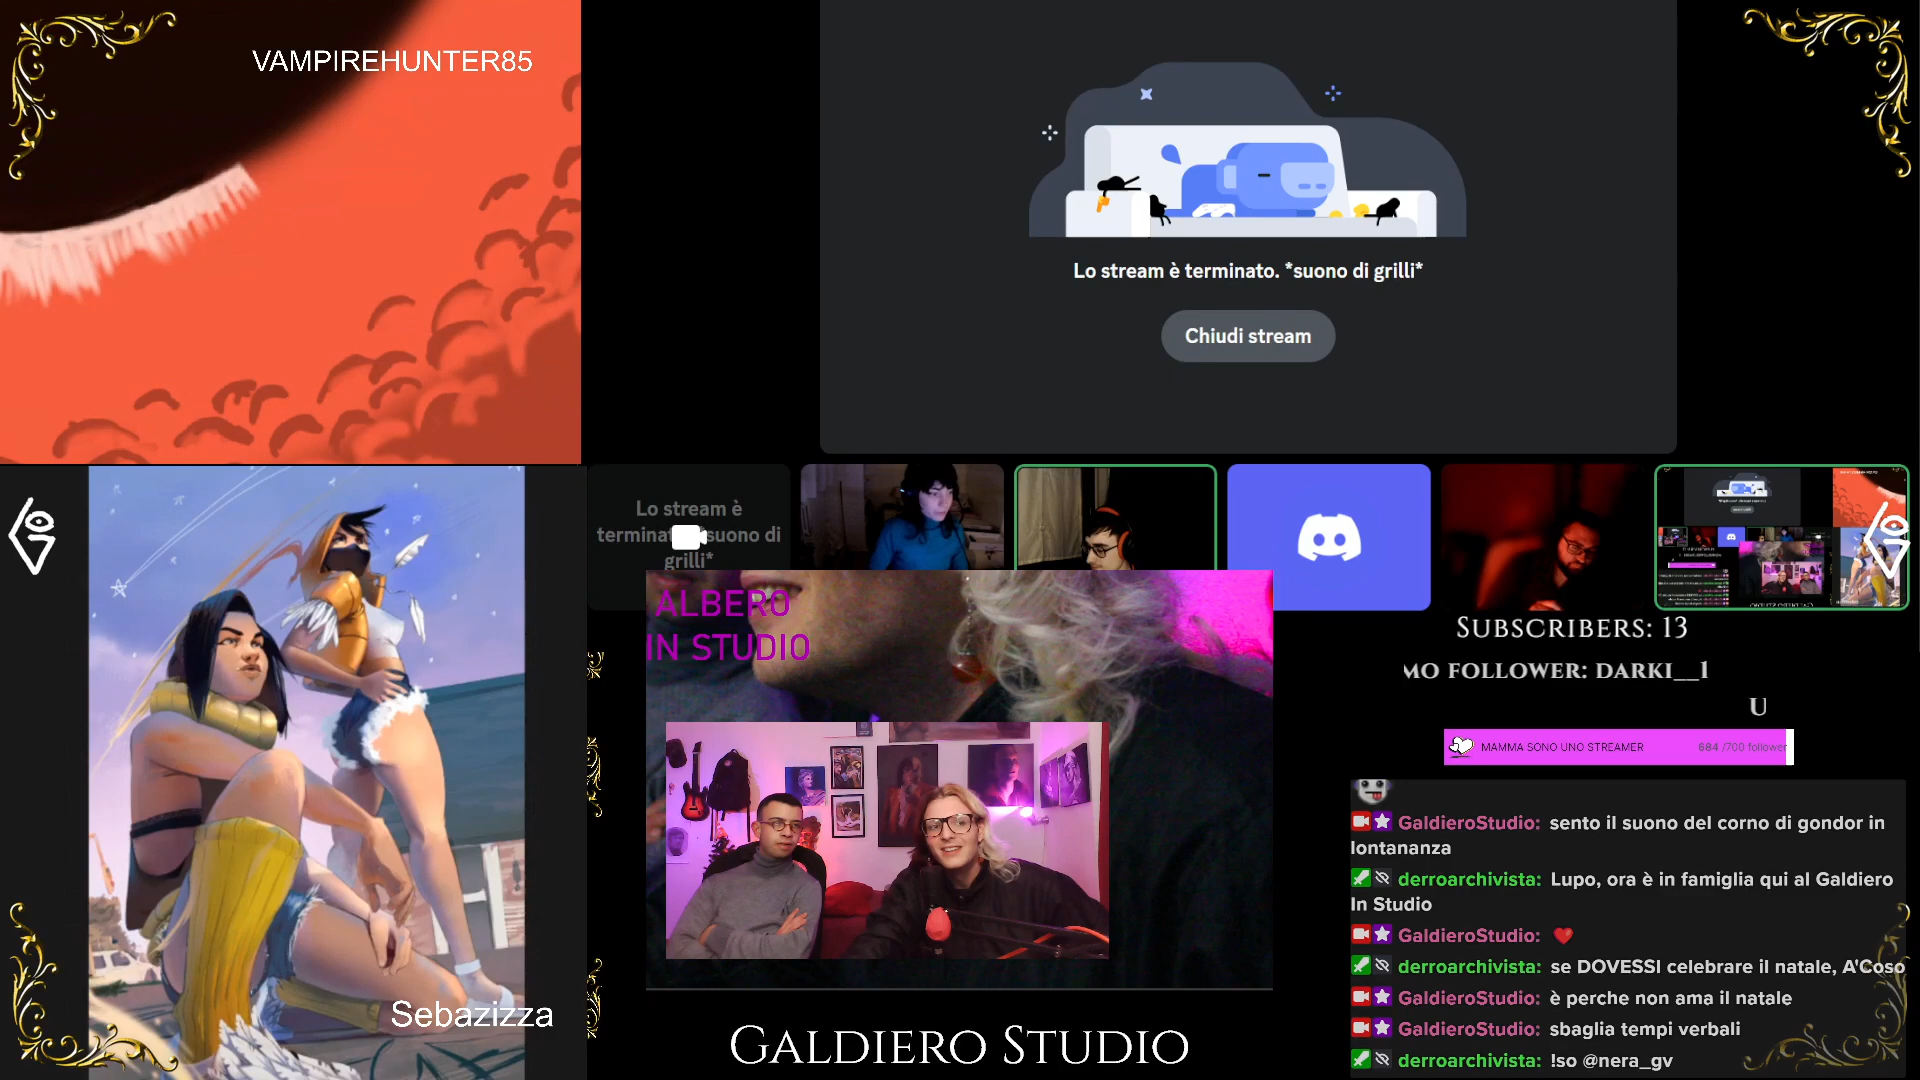 VAMPIREHUNTER85
Lo stream è terminato. *suono di grilli*
Chiudi stream
Lo stream è
terminat suono di
grilli*
ALBERO
IN STUDIO
SUBSCRIBERS: 13
MO FOLLOWER: DARKI__1
U
MAMMA SONO UNO STREAMER 684 /700 follower
GaldieroStudio: sento il suono del corno di gondor in
lontananza
derroarchivista: Lupo, ora è in famiglia qui al Galdiero
In Studio
GaldieroStudio: ❤
derroarchivista: se DOVESSI celebrare il natale, A'Coso
GaldieroStudio: è perche non ama il natale
GaldieroStudio: sbaglia tempi verbali
derroarchivista: !so @nera_gv
Sebazizza
GALDIERO STUDIO